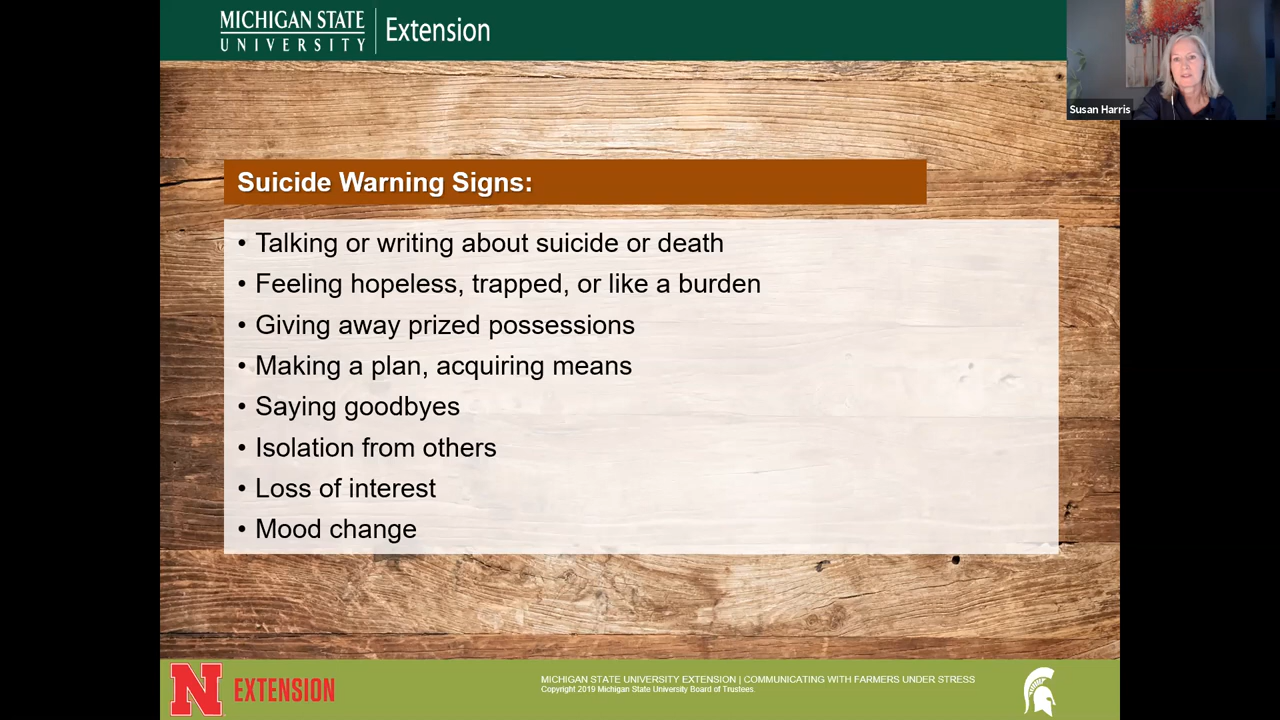 MICHIGAN STATE
UNIVERSITY
Extension
Susan Harris
Suicide Warning Signs:
• Talking or writing about suicide or death
• Feeling hopeless, trapped, or like a burden
• Giving away prized possessions
• Making a plan, acquiring means
• Saying goodbyes
• Isolation from others
• Loss of interest
• Mood change
N EXTENSION
MICHIGAN STATE UNIVERSITY EXTENSION | COMMUNICATING WITH FARMERS UNDER STRESS
Copyright 2019 Michigan State University Board of Trustees